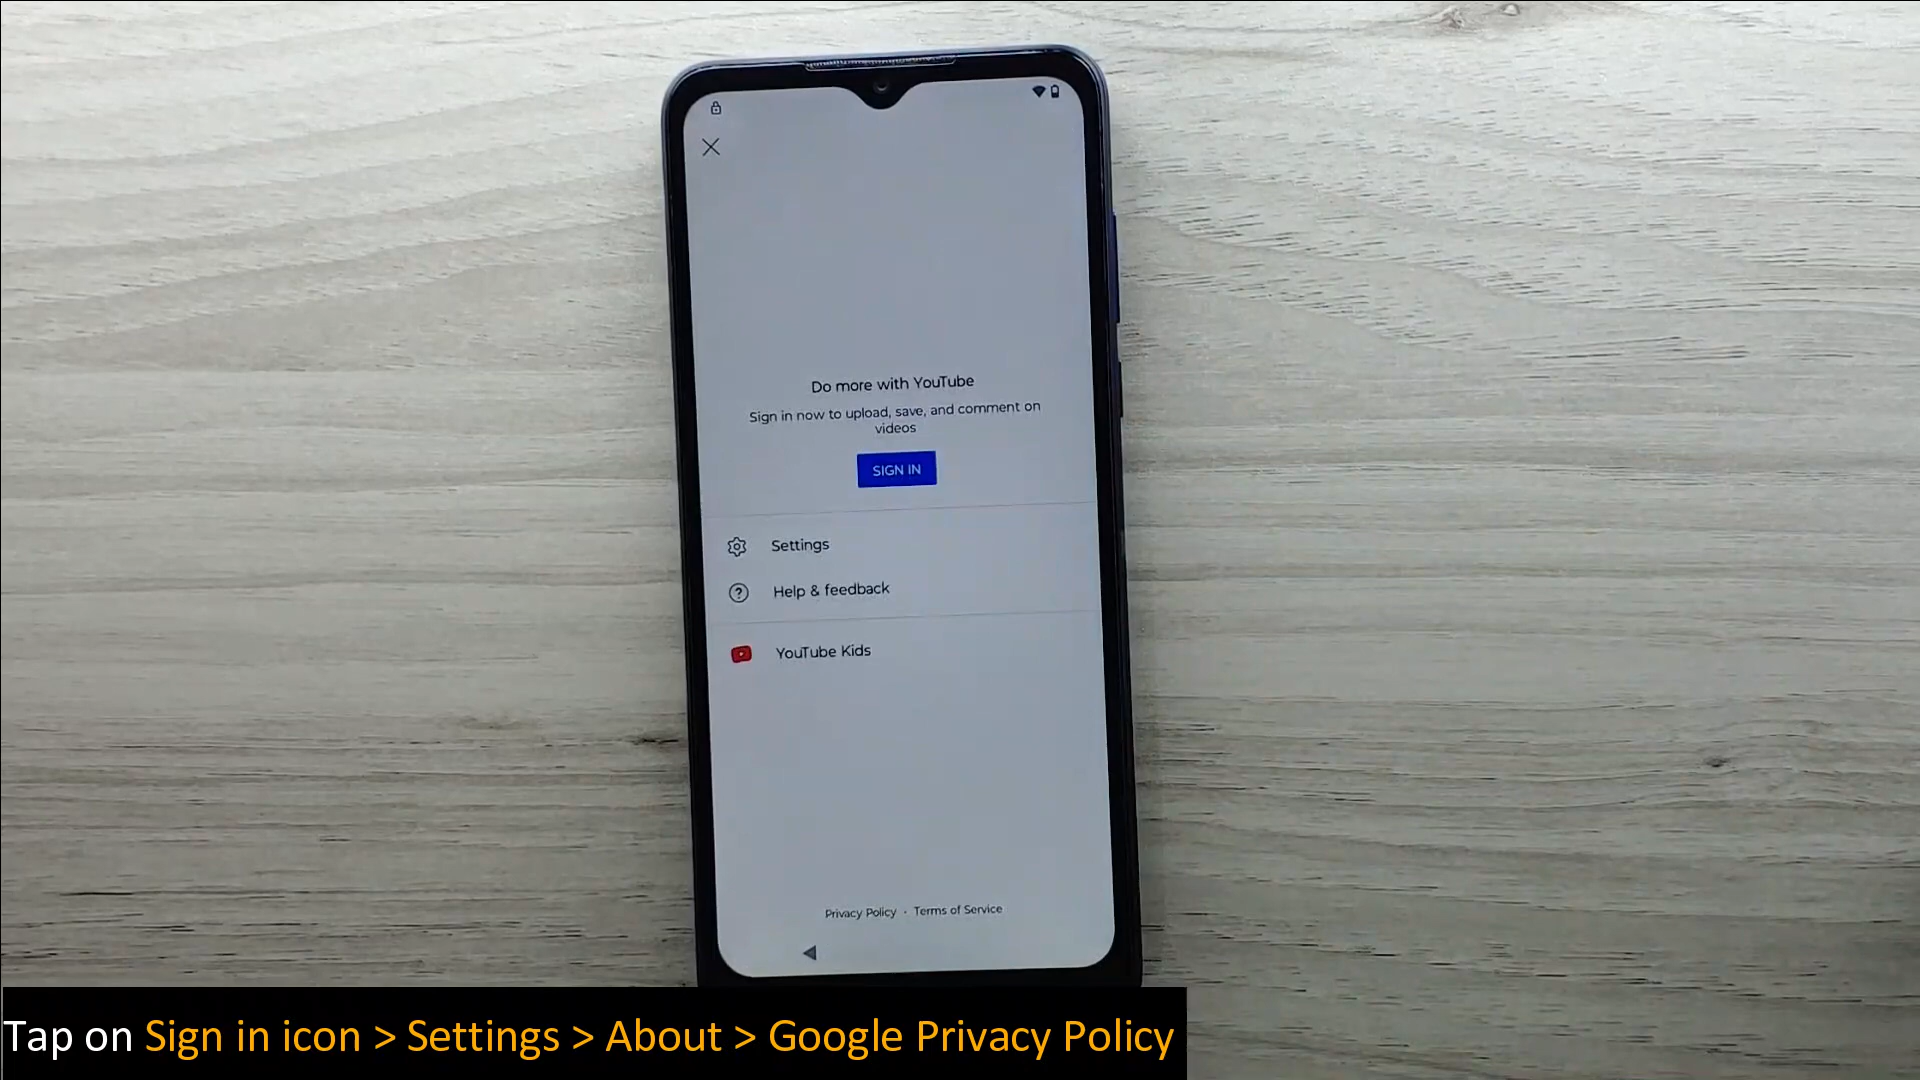 Do more with YouTube
Sign in now to upload, save, and comment on
videos
SIGN IN
Settings
Help & feedback
YouTube Kids
Privacy Policy · Terms of Service
Tap on Sign in icon > Settings > About > Google Privacy Policy